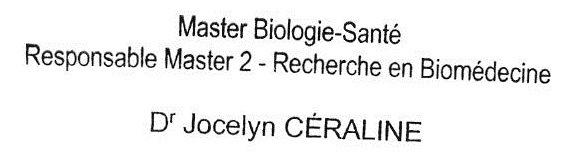 Master Biologie-Santé
Responsable Master 2 - Recherche en Biomédecine
Dr Jocelyn CÉRALINE